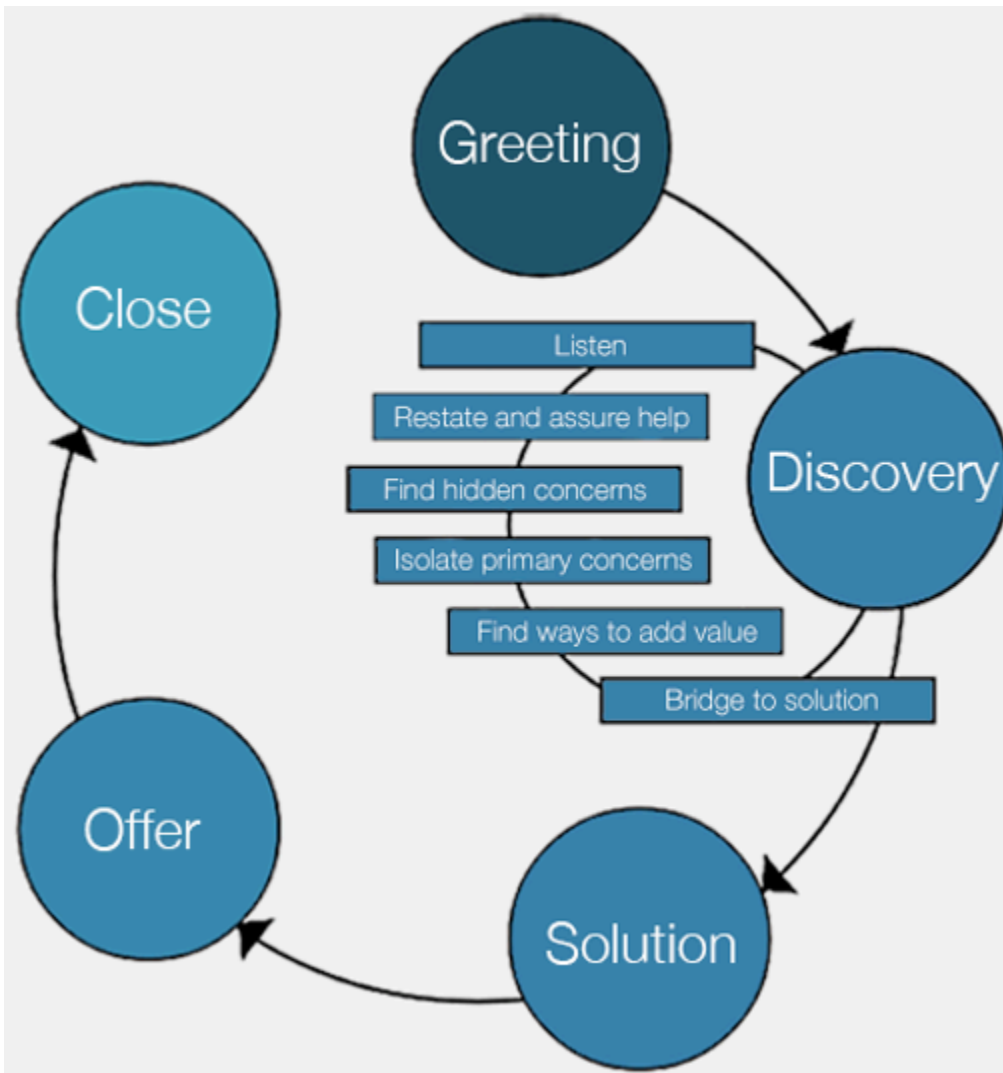 Greeting
Close
Listen
Restate and assure help
Discovery
Find hidden concerns
Isolate primary concerns
Find ways to add value
Bridge to solution
Offer
Solution